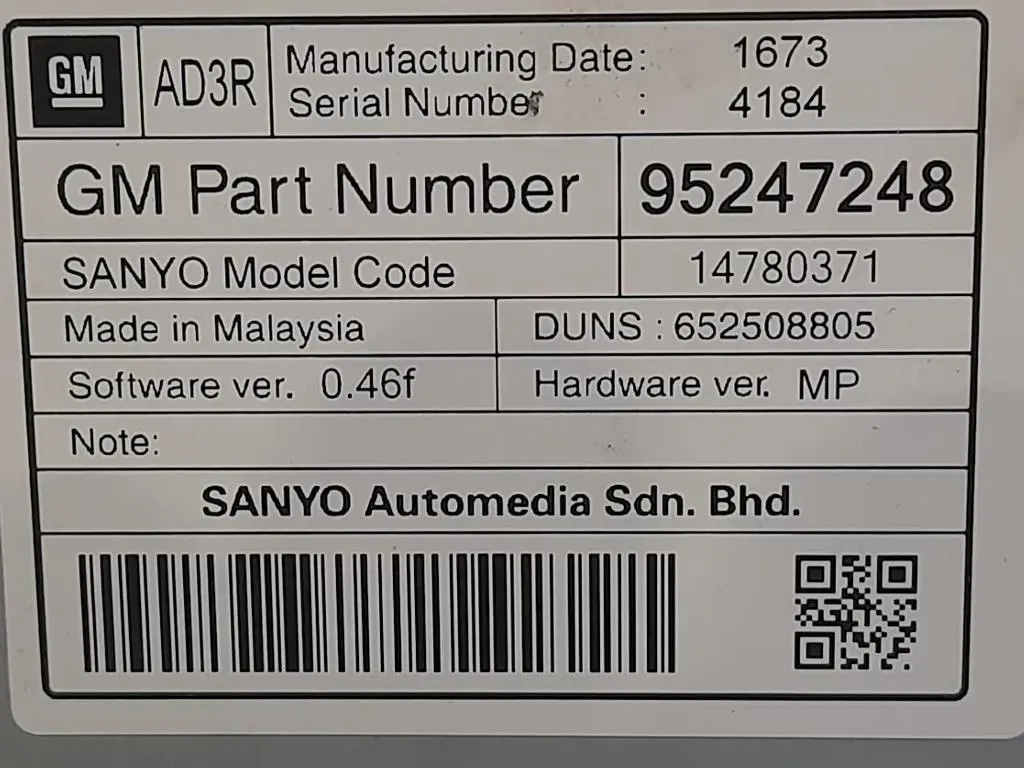 GM
AD3R
Manufacturing Date: 1673
Serial Number : 4184
GM Part Number 95247248
SANYO Model Code 14780371
Made in Malaysia DUNS : 652508805
Software ver. 0.46f Hardware ver. MP
Note:
SANYO Automedia Sdn. Bhd.